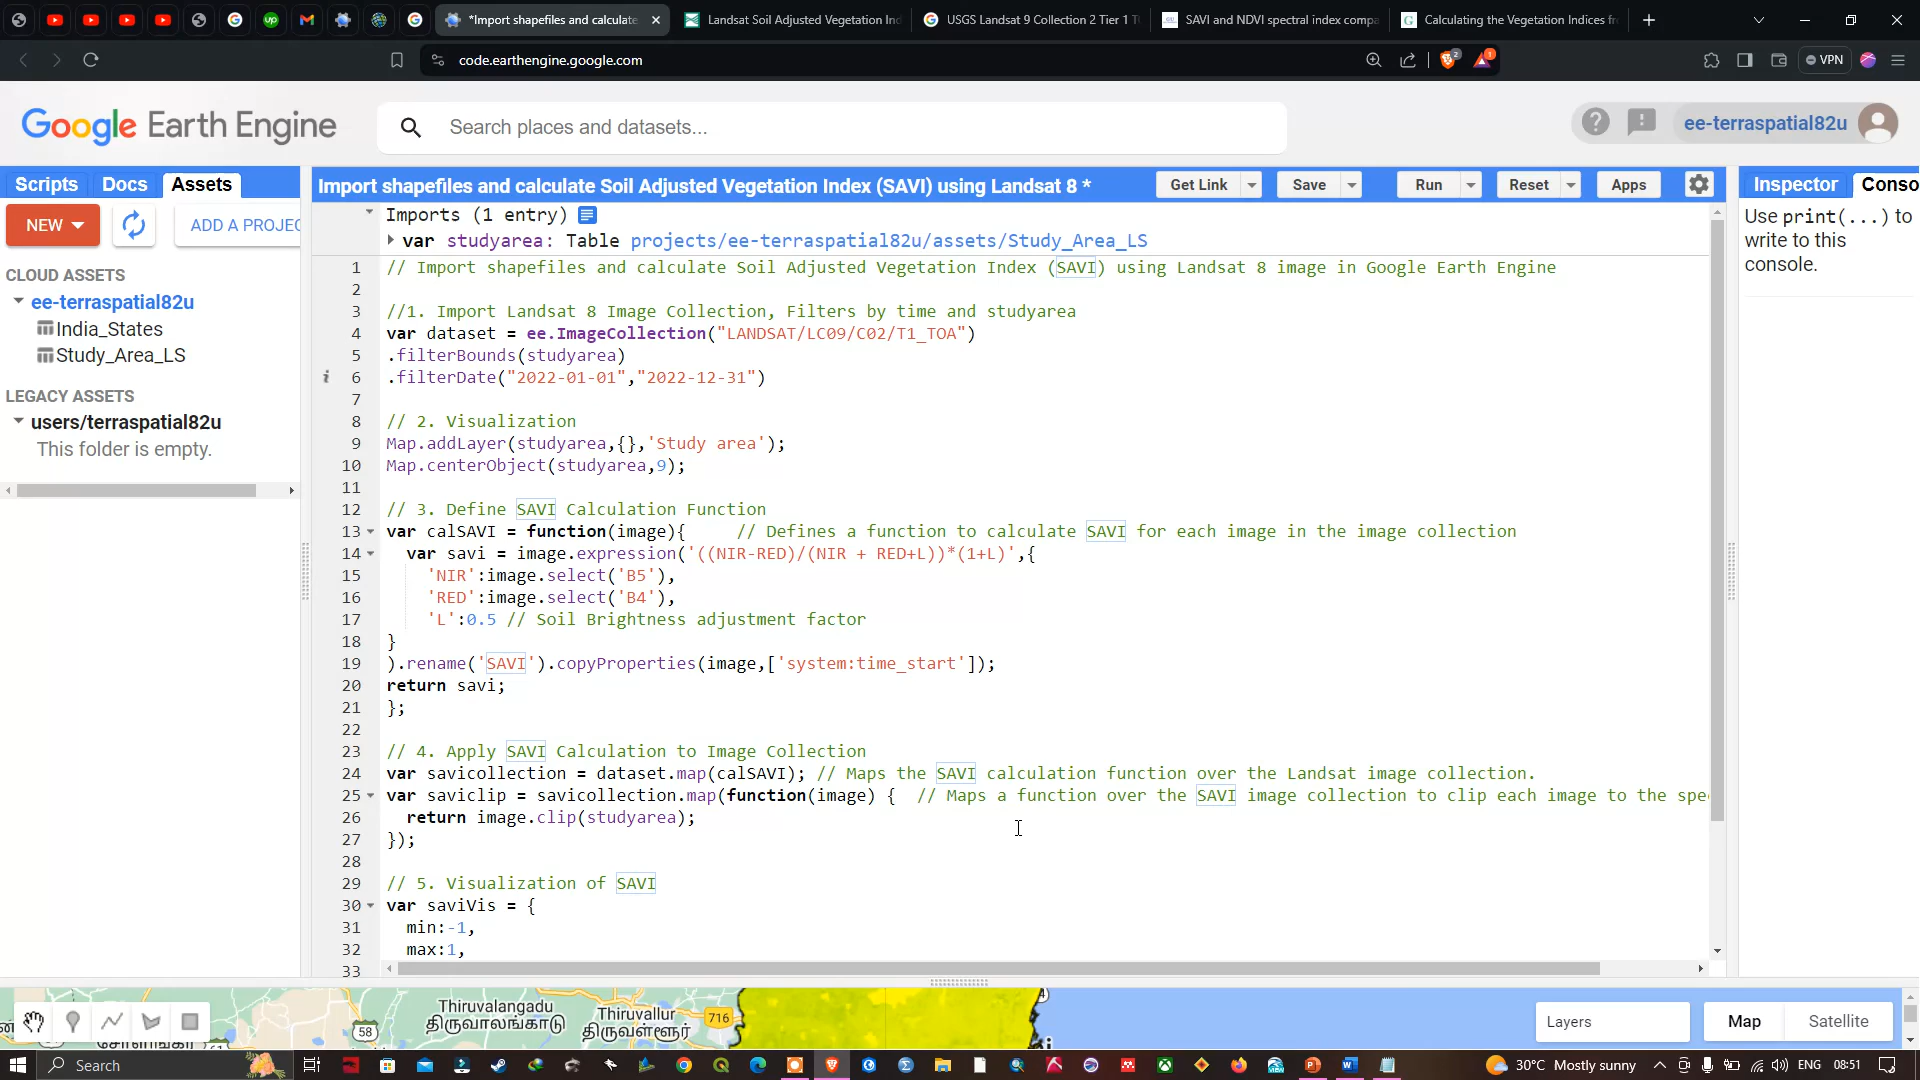 *Import shapefiles and calculate
Landsat Soil Adjusted Vegetation Ind
USGS Landsat 9 Collection 2 Tier 1 T
SAVI and NDVI spectral index compa
Calculating the Vegetation Indices fr
code.earthengine.google.com
2
1
VPN
Google Earth Engine
Search places and datasets...
ee-terraspatial82u
Scripts
Docs
Assets
Import shapefiles and calculate Soil Adjusted Vegetation Index (SAVI) using Landsat 8 *
Get Link
Save
Run
Reset
Apps
Inspector
Conso
NEW
ADD A PROJEC
CLOUD ASSETS
ee-terraspatial82u
India_States
Study_Area_LS
LEGACY ASSETS
users/terraspatial82u
This folder is empty.
Imports (1 entry)
var studyarea: Table projects/ee-terraspatial82u/assets/Study_Area_LS
1 // Import shapefiles and calculate Soil Adjusted Vegetation Index (SAVI) using Landsat 8 image in Google Earth Engine
2
3 //1. Import Landsat 8 Image Collection, Filters by time and studyarea
4 var dataset = ee.ImageCollection("LANDSAT/LC09/C02/T1_TOA")
5 .filterBounds(studyarea)
i 6 .filterDate("2022-01-01","2022-12-31")
7
8 // 2. Visualization
9 Map.addLayer(studyarea,{},'Study area');
10 Map.centerObject(studyarea,9);
11
12 // 3. Define SAVI Calculation Function
13 var calSAVI = function(image){ // Defines a function to calculate SAVI for each image in the image collection
14 var savi = image.expression('((NIR-RED)/(NIR + RED+L))*(1+L)',{
15 'NIR':image.select('B5'),
16 'RED':image.select('B4'),
17 'L':0.5 // Soil Brightness adjustment factor
18 }
19 ).rename('SAVI').copyProperties(image,['system:time_start']);
20 return savi;
21 };
22
23 // 4. Apply SAVI Calculation to Image Collection
24 var savicollection = dataset.map(calSAVI); // Maps the SAVI calculation function over the Landsat image collection.
25 var saviclip = savicollection.map(function(image) { // Maps a function over the SAVI image collection to clip each image to the spe
26 return image.clip(studyarea);
27 });
28
29 // 5. Visualization of SAVI
30 var saviVis = {
31 min:-1,
32 max:1,
33
Use print(...) to
write to this
console.
Thiruvalangadu
திருவாலங்காடு
Thiruvallur
திருவள்ளூர்
58
716
4
Layers
Map
Satellite
Search
30°C Mostly sunny
ENG
08:51